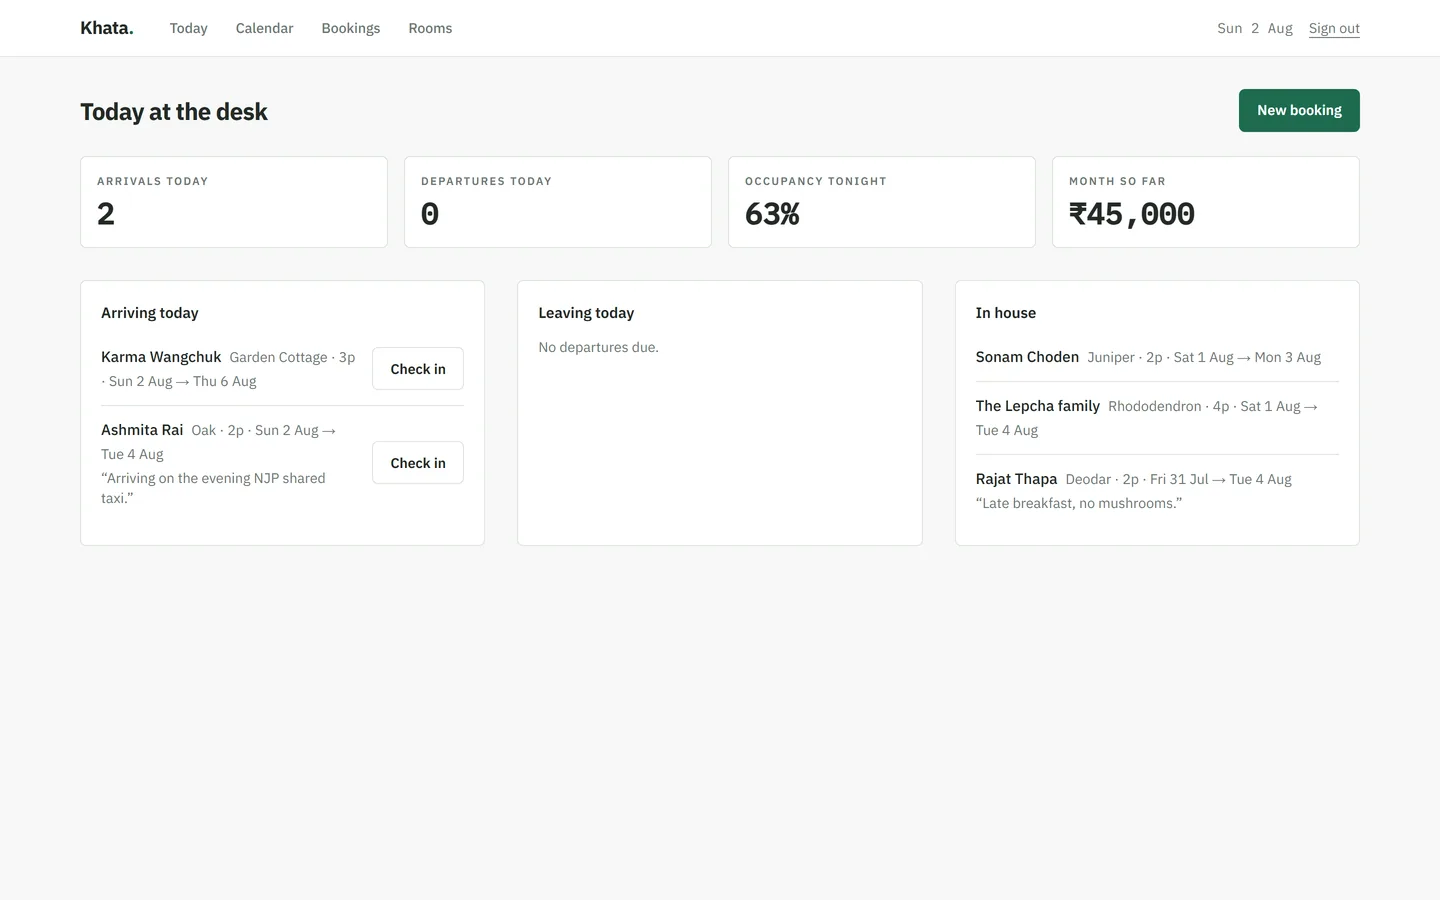 Khata. Today Calendar Bookings Rooms Sun 2 Aug Sign out
Today at the desk New booking
ARRIVALS TODAY
2
DEPARTURES TODAY
0
OCCUPANCY TONIGHT
63%
MONTH SO FAR
₹45,000
Arriving today
Karma Wangchuk Garden Cottage · 3p
· Sun 2 Aug → Thu 6 Aug
Check in
Ashmita Rai Oak · 2p · Sun 2 Aug →
Tue 4 Aug
“Arriving on the evening NJP shared
taxi.”
Check in
Leaving today
No departures due.
In house
Sonam Choden Juniper · 2p · Sat 1 Aug → Mon 3 Aug
The Lepcha family Rhododendron · 4p · Sat 1 Aug →
Tue 4 Aug
Rajat Thapa Deodar · 2p · Fri 31 Jul → Tue 4 Aug
“Late breakfast, no mushrooms.”